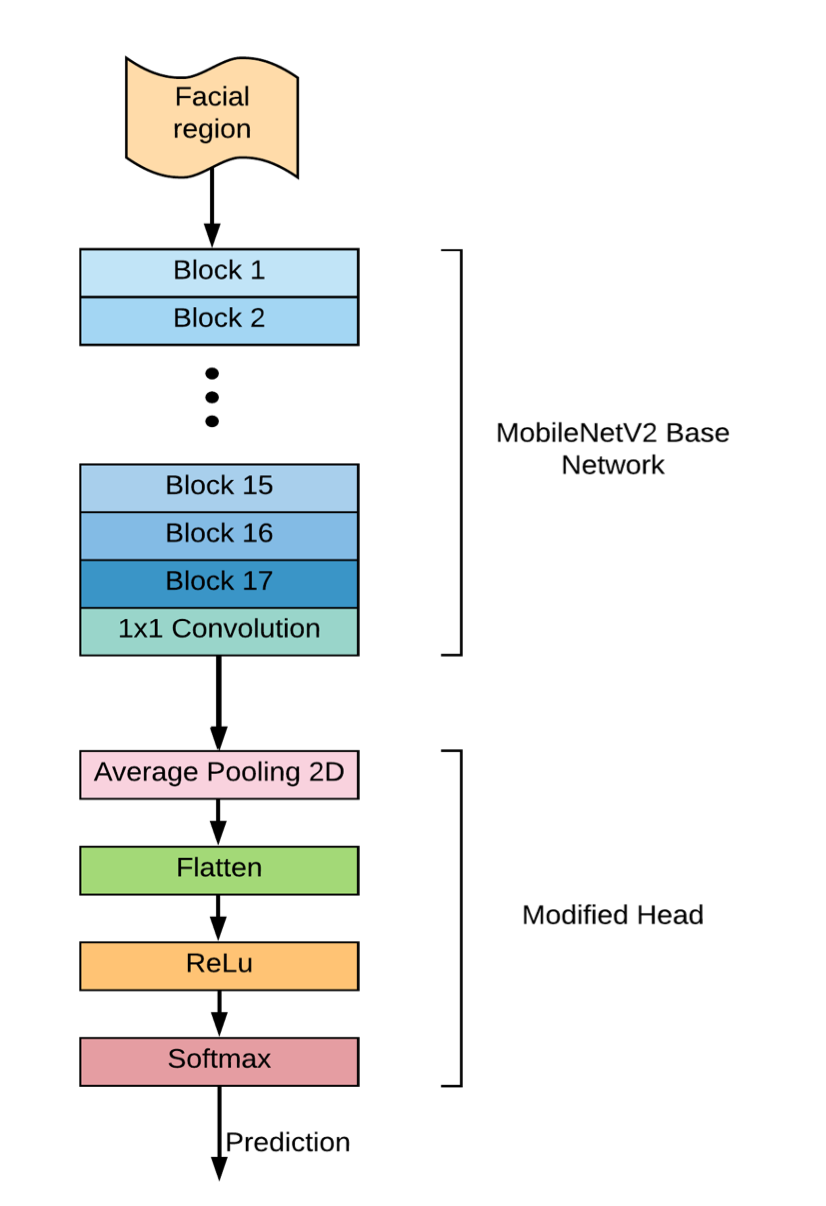 Facial
region
Block 1
Block 2
Block 15
Block 16
Block 17
1x1 Convolution
MobileNetV2 Base
Network
Average Pooling 2D
Flatten
ReLu
Softmax
Modified Head
Prediction